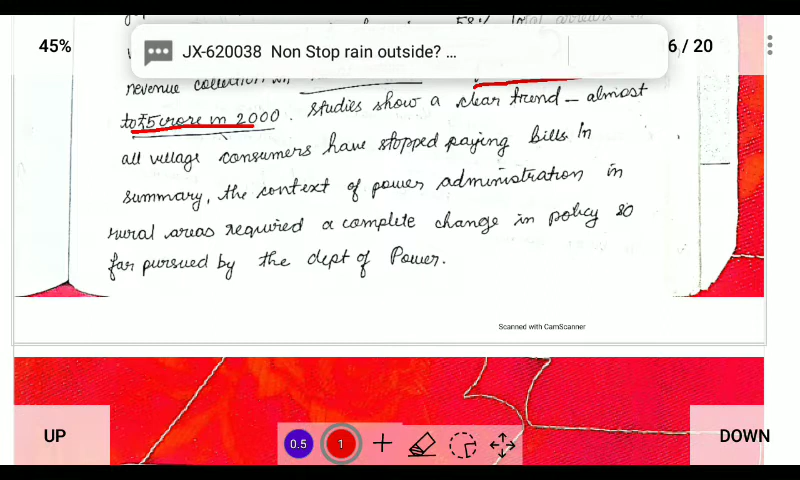 58%
45%
JX-620038 Non Stop rain outside? ...
6 / 20
revenue collection
to ₹5 crore in 2000. Studies show a clear trend - almost
all village consumers have stopped paying bills In
summary, the context of power administration in
rural areas required a complete change in policy so
far pursued by the dept of Power.
Scanned with CamScanner
UP
0.5
1
DOWN